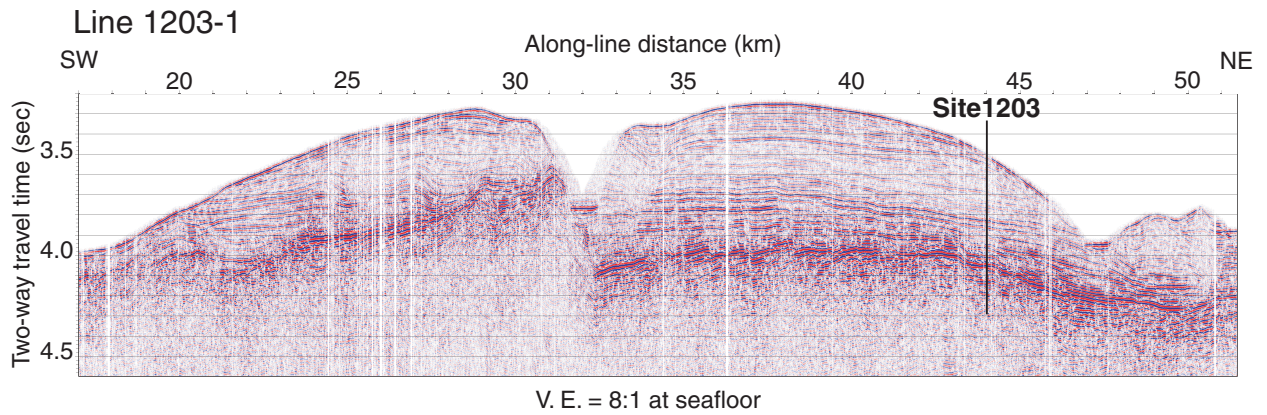 Line 1203-1
Along-line distance (km)
SW
NE
20 25 30 35 40 45 50
Site1203
Two-way travel time (sec)
3.5
4.0
4.5
V. E. = 8:1 at seafloor